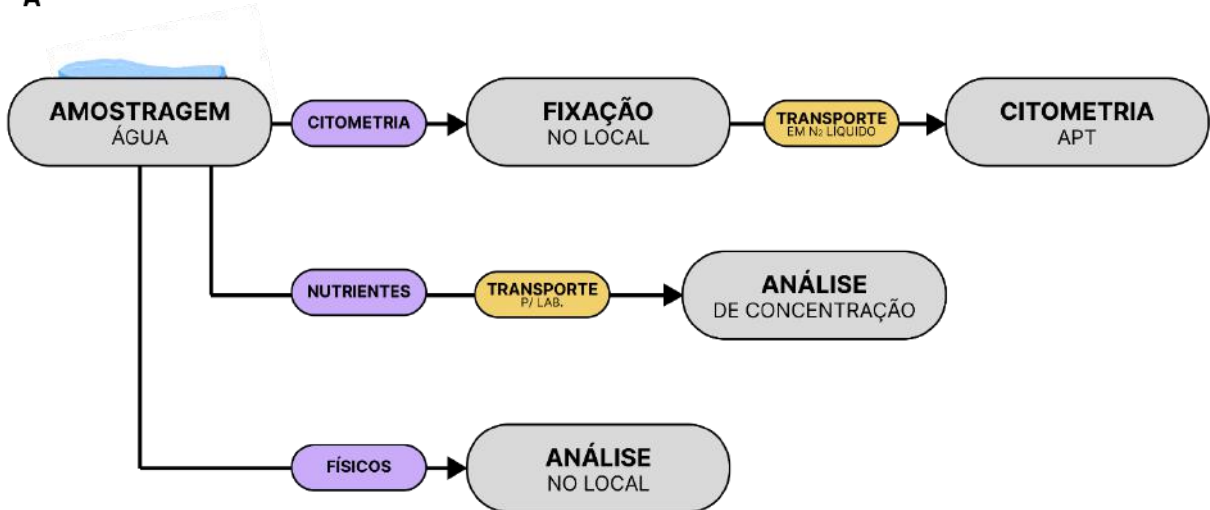 A
AMOSTRAGEM
ÁGUA
CITOMETRIA
FIXAÇÃO
NO LOCAL
TRANSPORTE
EM N₂ LÍQUIDO
CITOMETRIA
APT
NUTRIENTES
TRANSPORTE
P/ LAB.
ANÁLISE
DE CONCENTRAÇÃO
FÍSICOS
ANÁLISE
NO LOCAL